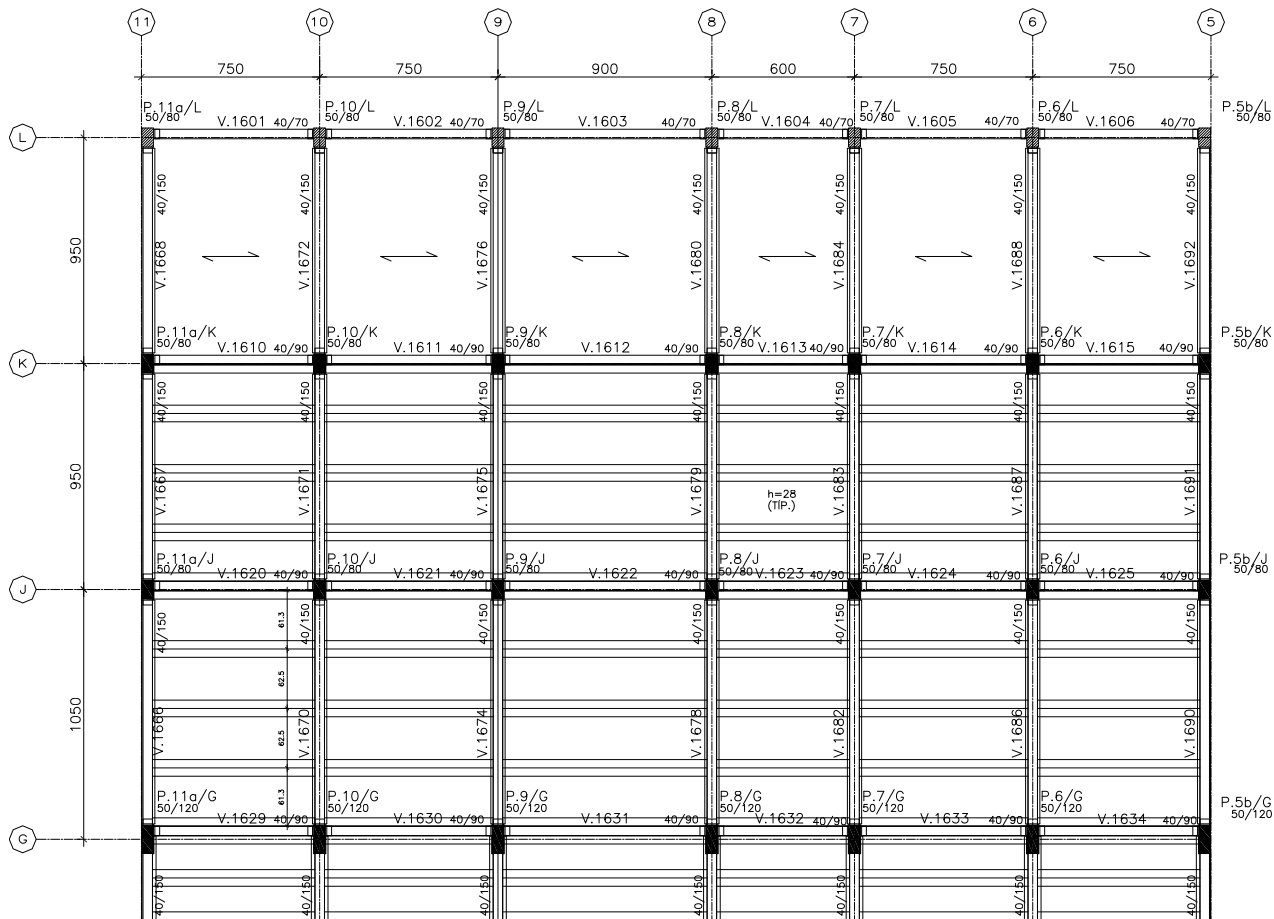 11 10 9 8 7 6 5
750 750 900 600 750 750
P.11a/L P.10/L P.9/L P.8/L P.7/L P.6/L P.5b/L
50/80 50/80 50/80 50/80 50/80 50/80 50/80
L V.1601 40/70 V.1602 40/70 V.1603 40/70 V.1604 40/70 V.1605 40/70 V.1606 40/70
40/150 40/150 40/150 40/150 40/150 40/150 40/150
950 V.1668 V.1672 V.1676 V.1680 V.1684 V.1688 V.1692
P.11a/K P.10/K P.9/K P.8/K P.7/K P.6/K P.5b/K
50/80 50/80 50/80 50/80 50/80 50/80 50/80
K V.1610 40/90 V.1611 40/90 V.1612 40/90 V.1613 40/90 V.1614 40/90 V.1615 40/90
40/150 40/150 40/150 40/150 40/150 40/150 40/150
950 V.1667 V.1671 V.1675 V.1679 V.1683 V.1687 V.1691
h=28
(TİP.)
P.11a/J P.10/J P.9/J P.8/J P.7/J P.6/J P.5b/J
50/80 50/80 50/80 50/80 50/80 50/80 50/80
J V.1620 40/90 V.1621 40/90 V.1622 40/90 V.1623 40/90 V.1624 40/90 V.1625 40/90
40/150 61.3 40/150 40/150 40/150 40/150 40/150 40/150
62.5
1050 V.1666 62.5 V.1670 V.1674 V.1678 V.1682 V.1686 V.1690
61.3
P.11a/G P.10/G P.9/G P.8/G P.7/G P.6/G P.5b/G
50/120 50/120 50/120 50/120 50/120 50/120 50/120
G V.1629 40/90 V.1630 40/90 V.1631 40/90 V.1632 40/90 V.1633 40/90 V.1634 40/90
40/150 40/150 40/150 40/150 40/150 40/150 40/150